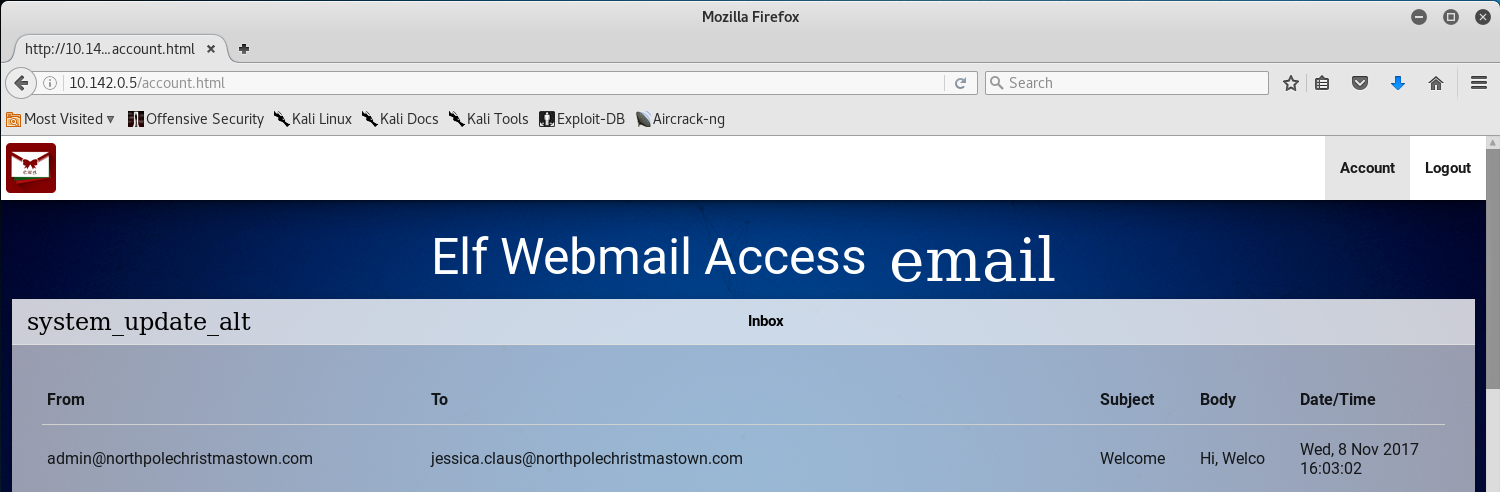 Mozilla Firefox
http://10.14...account.html
10.142.0.5/account.html
Search
Most Visited Offensive Security Kali Linux Kali Docs Kali Tools Exploit-DB Aircrack-ng
Account Logout
Elf Webmail Access email
system_update_alt Inbox
From To Subject Body Date/Time
admin@northpolechristmastown.com jessica.claus@northpolechristmastown.com Welcome Hi, Welco Wed, 8 Nov 2017
16:03:02